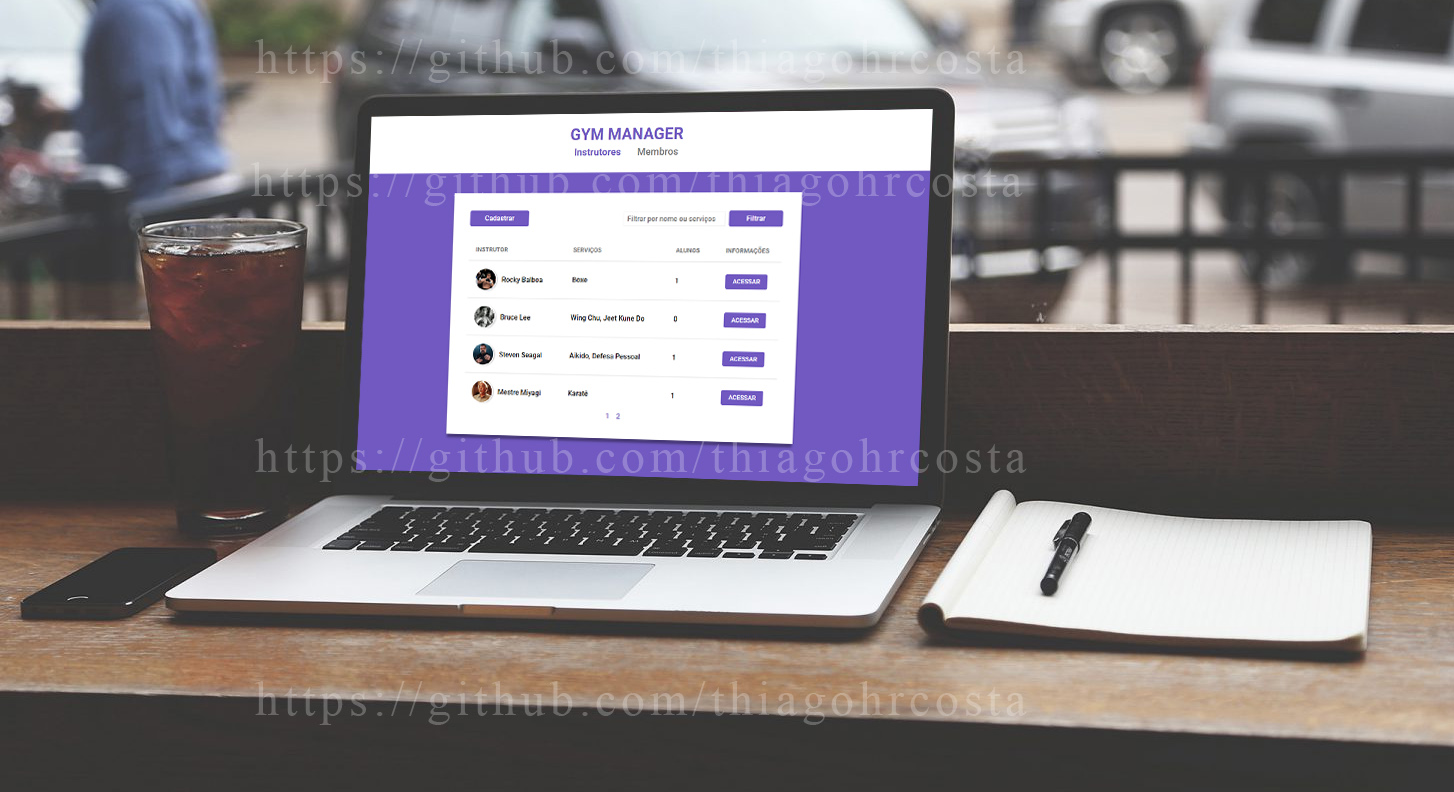 https://github.com/thiagohrcosta
GYM MANAGER
Instrutores Membros
https://github.com/thiagohrcosta
Cadastrar Filtrar por nome ou serviços Filtrar
INSTRUTOR SERVIÇOS ALUNOS INFORMAÇÕES
Rocky Balboa Boxe 1 ACESSAR
Bruce Lee Wing Chu, Jeet Kune Do 0 ACESSAR
Steven Seagal Aikido, Defesa Pessoal 1 ACESSAR
Mestre Miyagi Karatê 1 ACESSAR
1 2
https://github.com/thiagohrcosta
https://github.com/thiagohrcosta